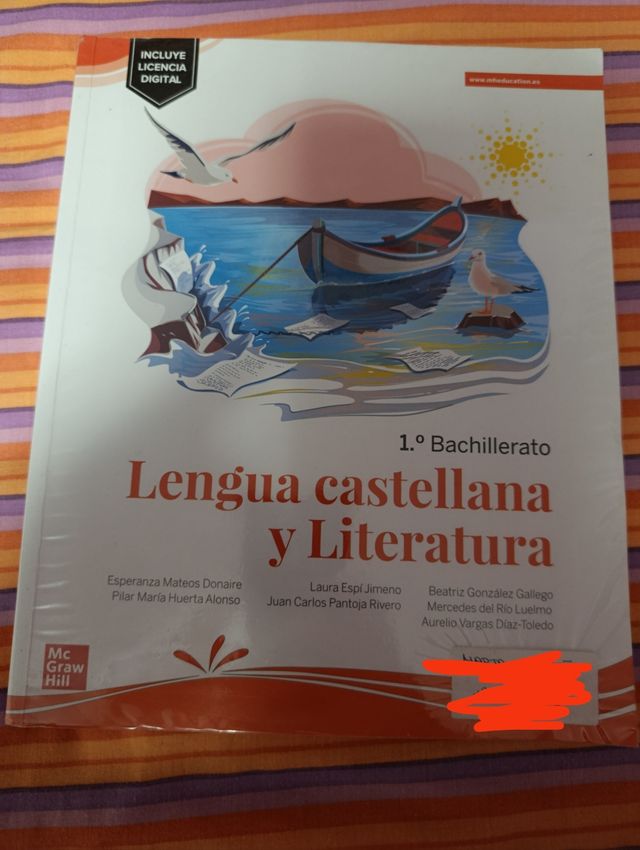 INCLUYE
LICENCIA
DIGITAL
www.mheducation.es
1.º Bachillerato
Lengua castellana
y Literatura
Esperanza Mateos Donaire
Pilar María Huerta Alonso
Laura Espí Jimeno
Juan Carlos Pantoja Rivero
Beatriz González Gallego
Mercedes del Río Luelmo
Aurelio Vargas Díaz-Toledo
Mc
Graw
Hill